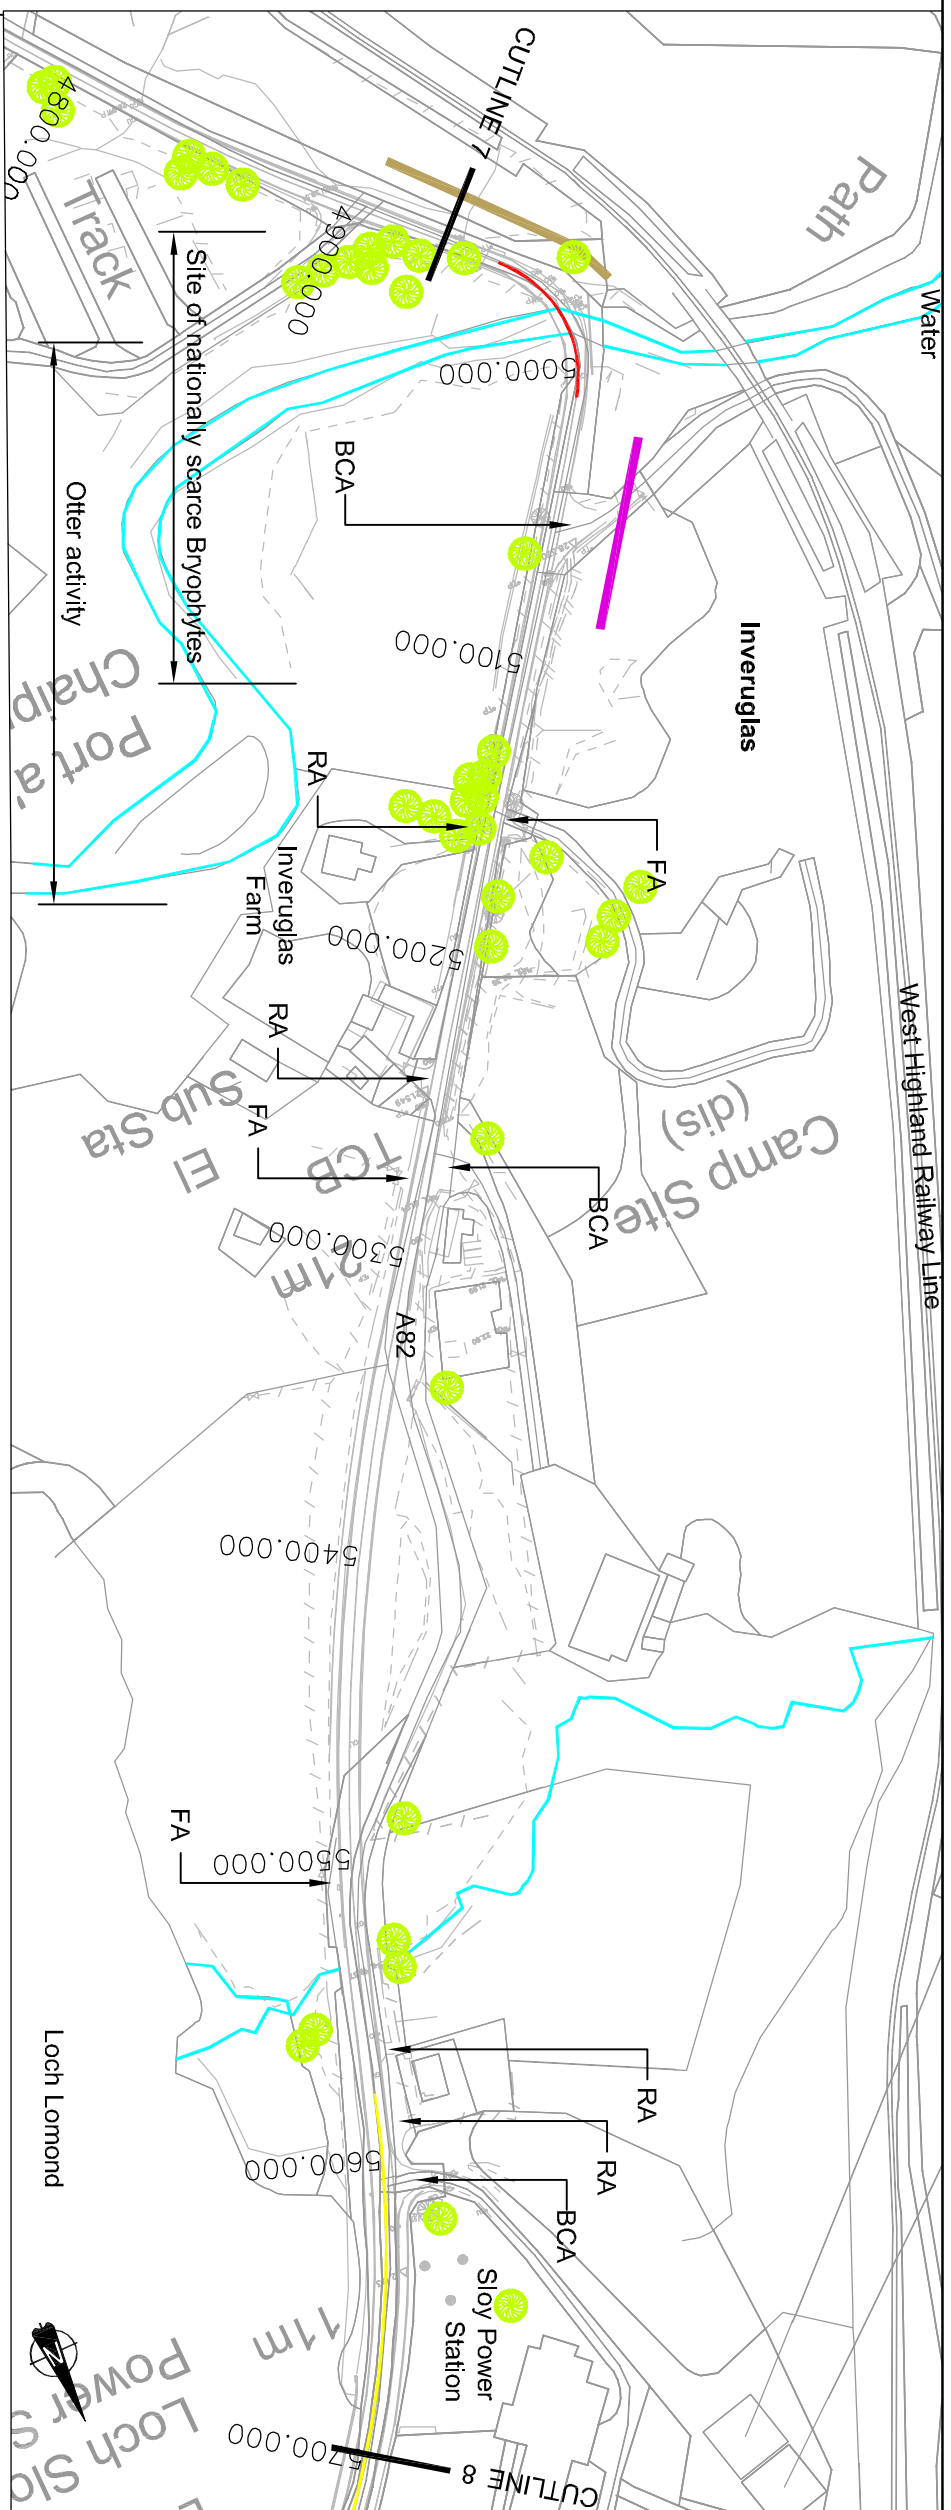 CUTLINE 7
Path
Water
4800.000
Track
4900.000
Site of nationally scarce Bryophytes
Otter activity
5000.000
BCA
5100.000
Inveruglas
Port a'
Chaip
RA
FA
Inveruglas
Farm
5200.000
West Highland Railway Line
RA
FA
El
Sub Sta
TCB
BCA
Camp Site
(dis)
5300.000
21m
A82
5400.000
FA
5500.000
Loch Lomond
RA
RA
5600.000
BCA
Sloy Power
Station
11m
Loch Slo
Power S
N
5700.000
CUTLINE 8